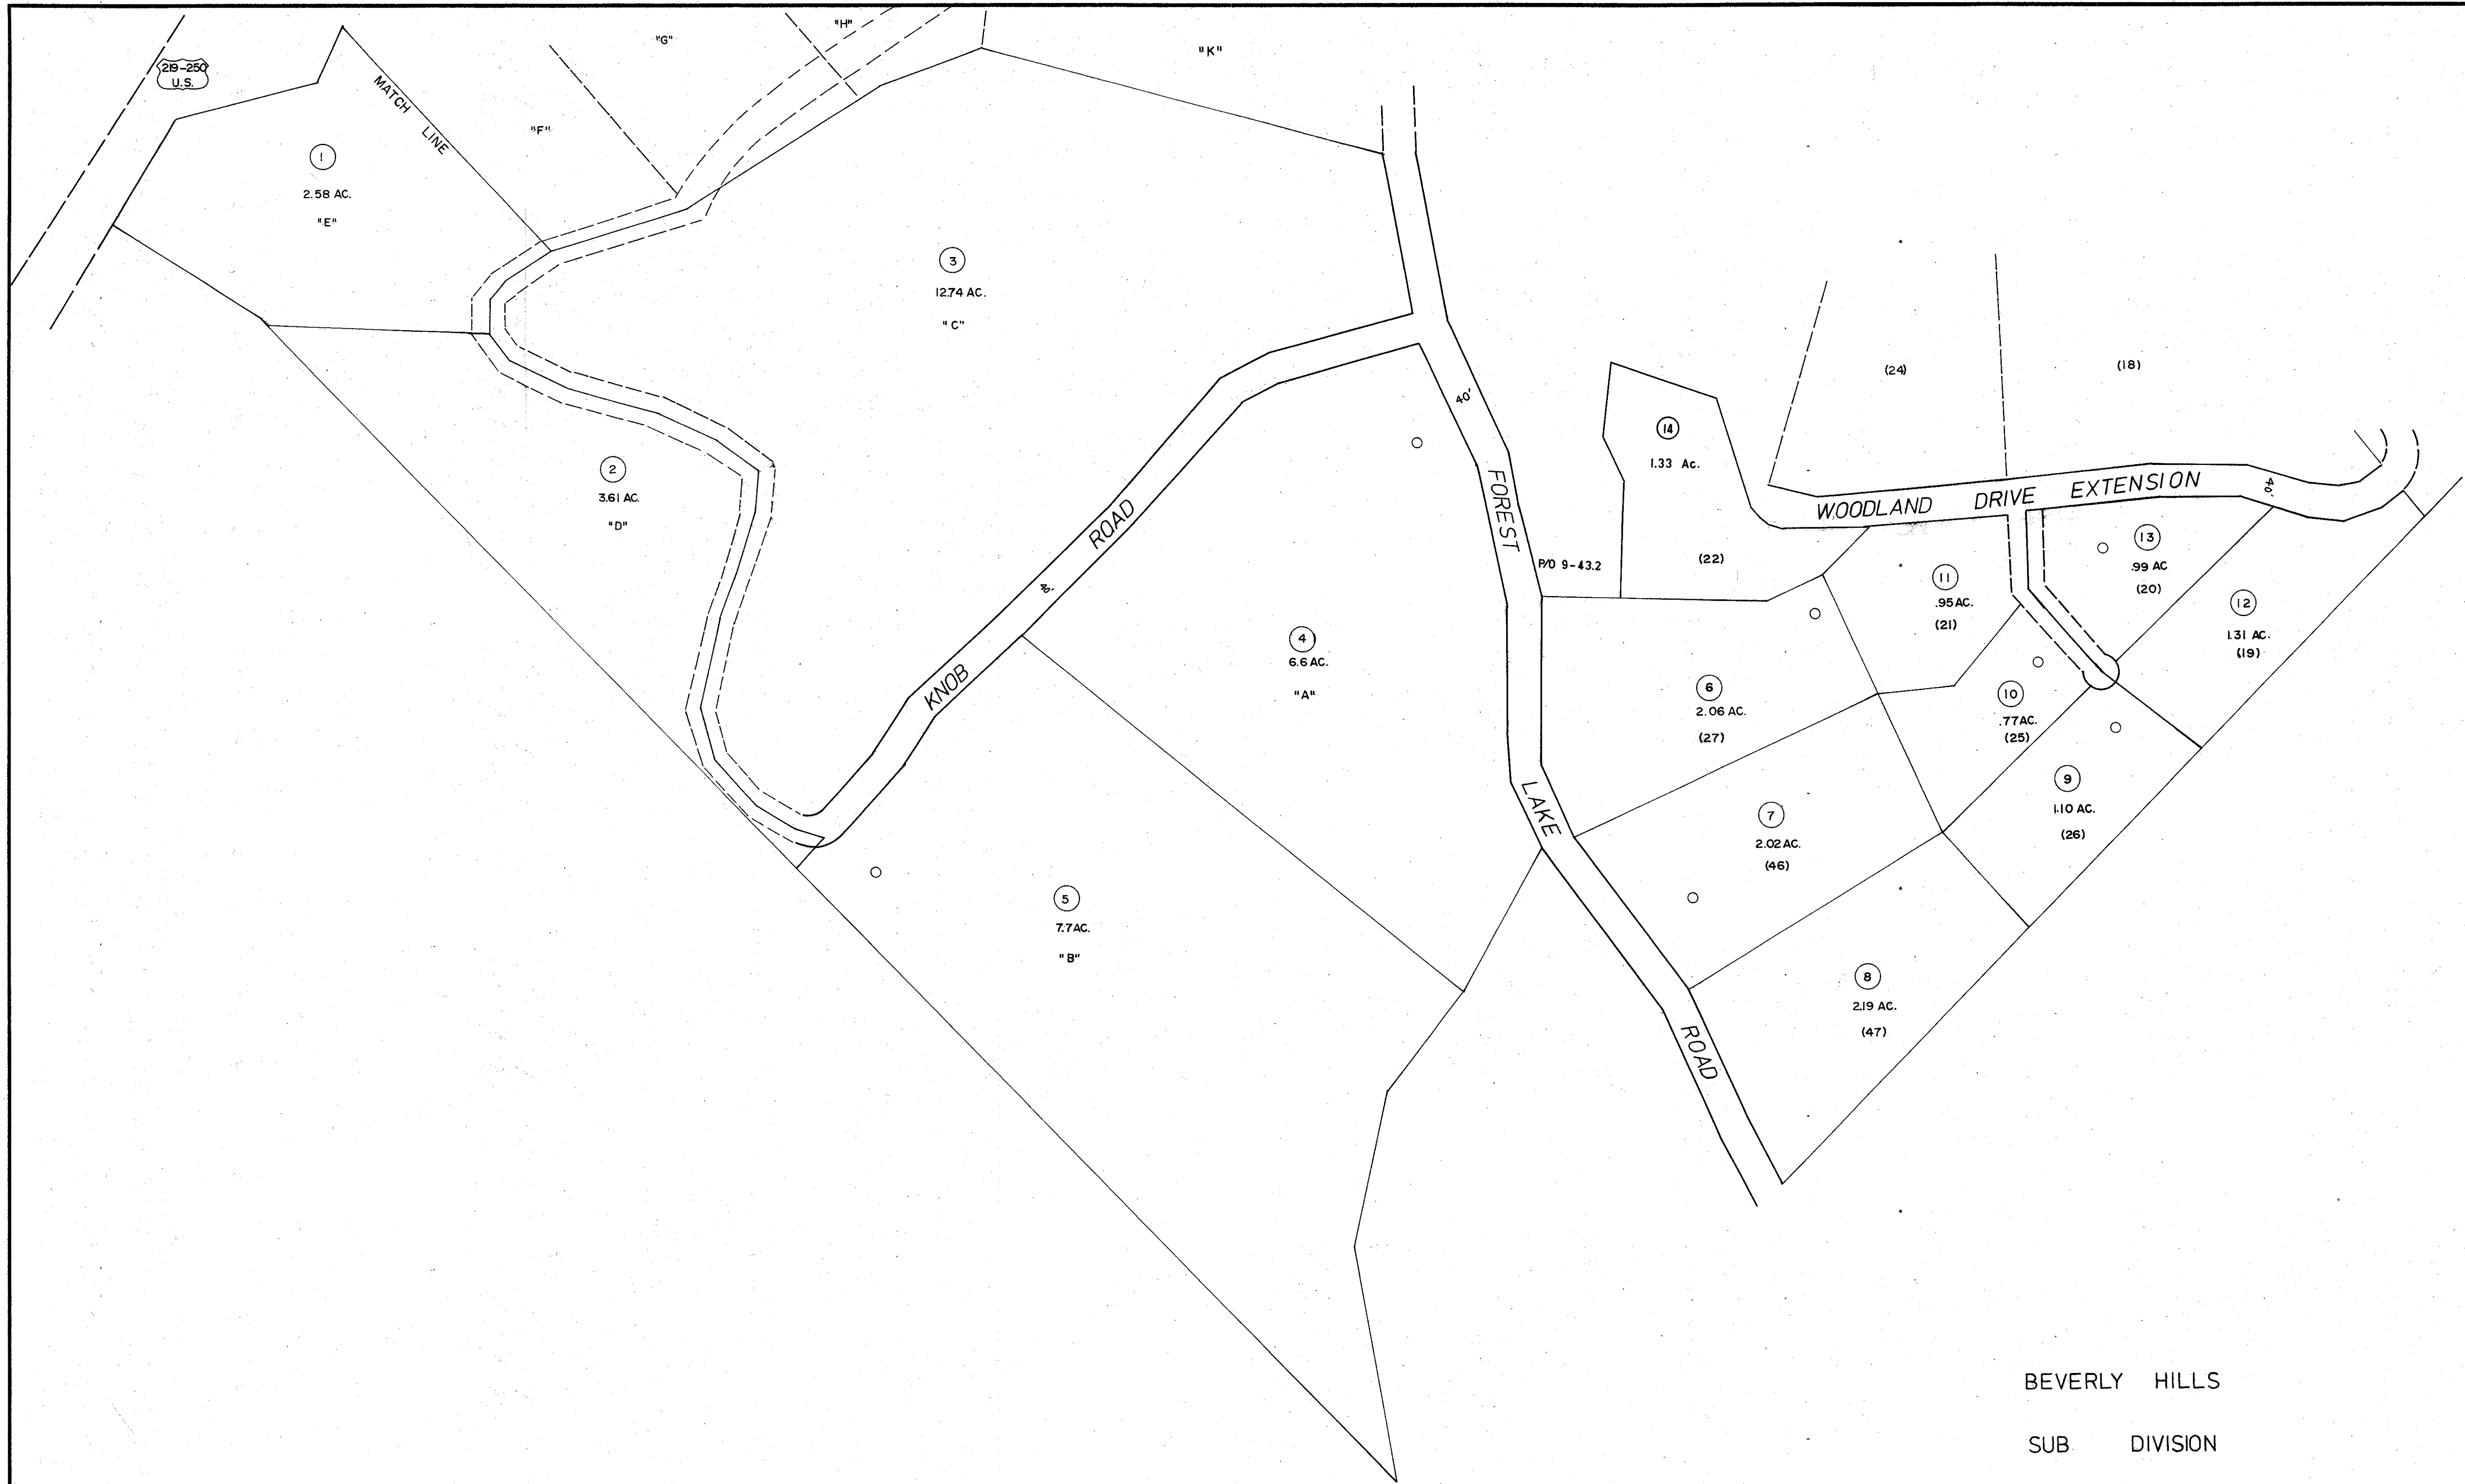 219-250
U.S.
MATCH LINE
"F"
"G"
"H"
"K"
1
2.58 AC.
"E"
3
12.74 AC.
"C"
2
3.61 AC.
"D"
KNOB ROAD
40'
4
6.6 AC.
"A"
5
7.7 AC.
"B"
40'
FOREST LAKE ROAD
P/O 9-43.2
14
1.33 Ac.
(22)
(24)
(18)
WOODLAND DRIVE EXTENSION
40'
13
.99 AC
(20)
11
.95 AC.
(21)
12
1.31 AC.
(19)
6
2.06 AC.
(27)
10
.77 AC.
(25)
9
1.10 AC.
(26)
7
2.02 AC.
(46)
8
2.19 AC.
(47)
BEVERLY HILLS
SUB DIVISION